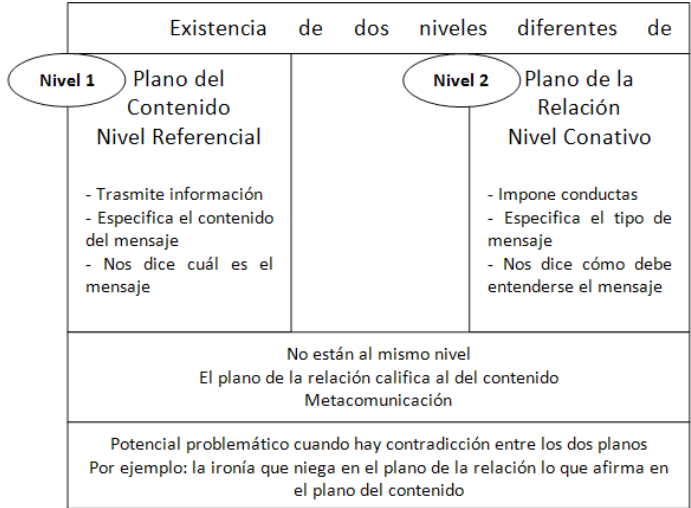 Existencia de dos niveles diferentes de
Nivel 1
Plano del
Contenido
Nivel Referencial
- Trasmite información
- Especifica el contenido
del mensaje
- Nos dice cuál es el
mensaje
Nivel 2
Plano de la
Relación
Nivel Conativo
- Impone conductas
- Especifica el tipo de
mensaje
- Nos dice cómo debe
entenderse el mensaje
No están al mismo nivel
El plano de la relación califica al del contenido
Metacomunicación
Potencial problemático cuando hay contradicción entre los dos planos
Por ejemplo: la ironía que niega en el plano de la relación lo que afirma en
el plano del contenido